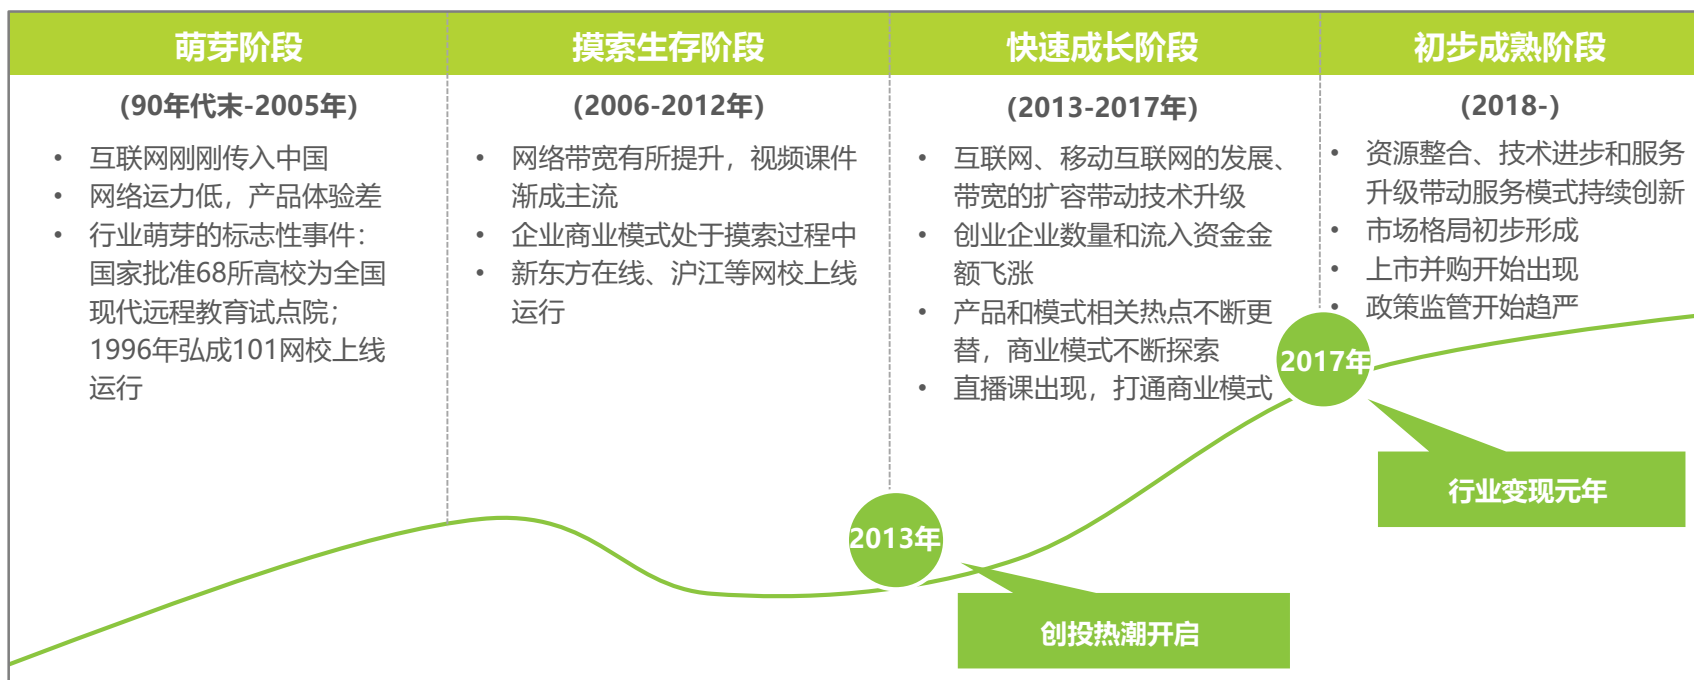 萌芽阶段
(90年代末-2005年)
• 互联网刚刚传入中国
• 网络运力低，产品体验差
• 行业萌芽的标志性事件：
国家批准68所高校为全国
现代远程教育试点院；
1996年弘成101网校上线
运行
摸索生存阶段
(2006-2012年)
• 网络带宽有所提升，视频课件
渐成主流
• 企业商业模式处于摸索过程中
• 新东方在线、沪江等网校上线
运行
快速成长阶段
(2013-2017年)
• 互联网、移动互联网的发展、
带宽的扩容带动技术升级
• 创业企业数量和流入资金金
额飞涨
• 产品和模式相关热点不断更
替，商业模式不断探索
• 直播课出现，打通商业模式
初步成熟阶段
(2018-)
• 资源整合、技术进步和服务
升级带动服务模式持续创新
• 市场格局初步形成
• 上市并购开始出现
• 政策监管开始趋严
2017年
行业变现元年
2013年
创投热潮开启